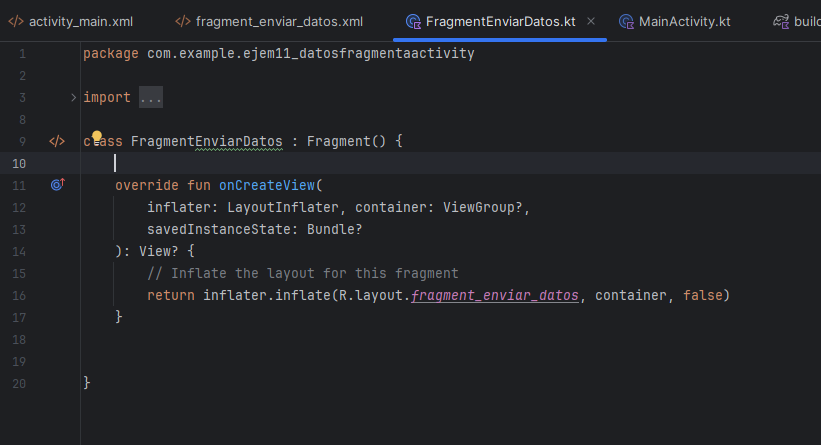 activity_main.xml fragment_enviar_datos.xml FragmentEnviarDatos.kt MainActivity.kt build
1 package com.example.ejem11_datosfragmentaactivity
2
3 import ...
8
9 class FragmentEnviarDatos : Fragment() {
10
11 override fun onCreateView(
12 inflater: LayoutInflater, container: ViewGroup?,
13 savedInstanceState: Bundle?
14 ): View? {
15 // Inflate the layout for this fragment
16 return inflater.inflate(R.layout.fragment_enviar_datos, container, false)
17 }
18
19
20 }